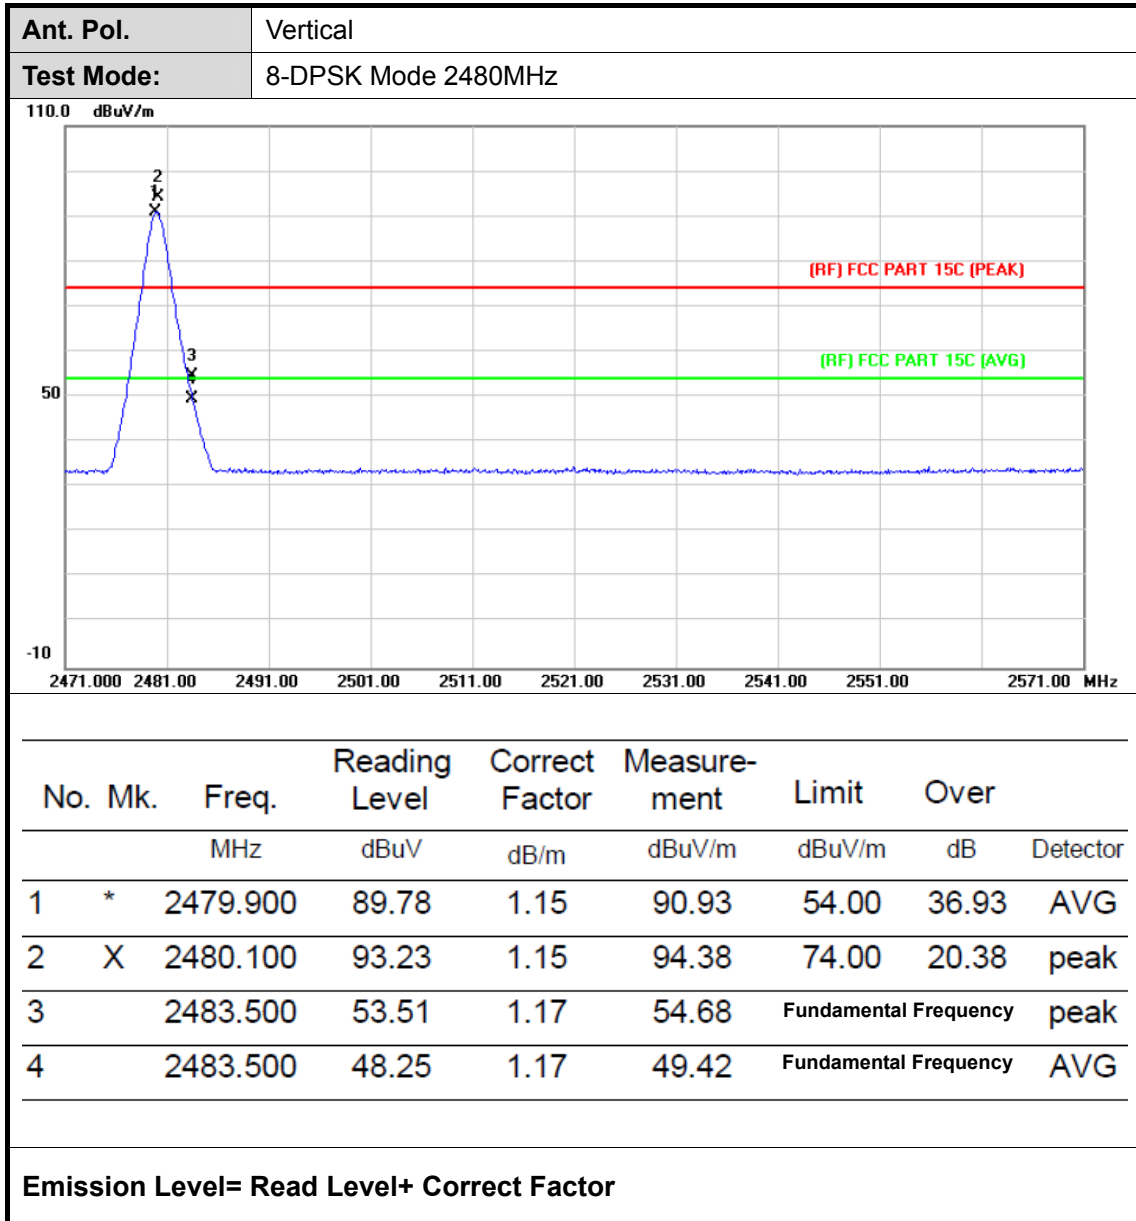 Ant. Pol. Vertical
Test Mode: 8-DPSK Mode 2480MHz
110.0 dBuV/m
2
1
(RF) FCC PART 15C (PEAK)
3
(RF) FCC PART 15C (AVG)
50
-10
2471.000 2481.00 2491.00 2501.00 2511.00 2521.00 2531.00 2541.00 2551.00 2571.00 MHz
No. Mk. Freq. Reading Level Correct Factor Measure-ment Limit Over
MHz dBuV dB/m dBuV/m dBuV/m dB Detector
1 * 2479.900 89.78 1.15 90.93 54.00 36.93 AVG
2 X 2480.100 93.23 1.15 94.38 74.00 20.38 peak
3 2483.500 53.51 1.17 54.68 Fundamental Frequency peak
4 2483.500 48.25 1.17 49.42 Fundamental Frequency AVG
Emission Level= Read Level+ Correct Factor